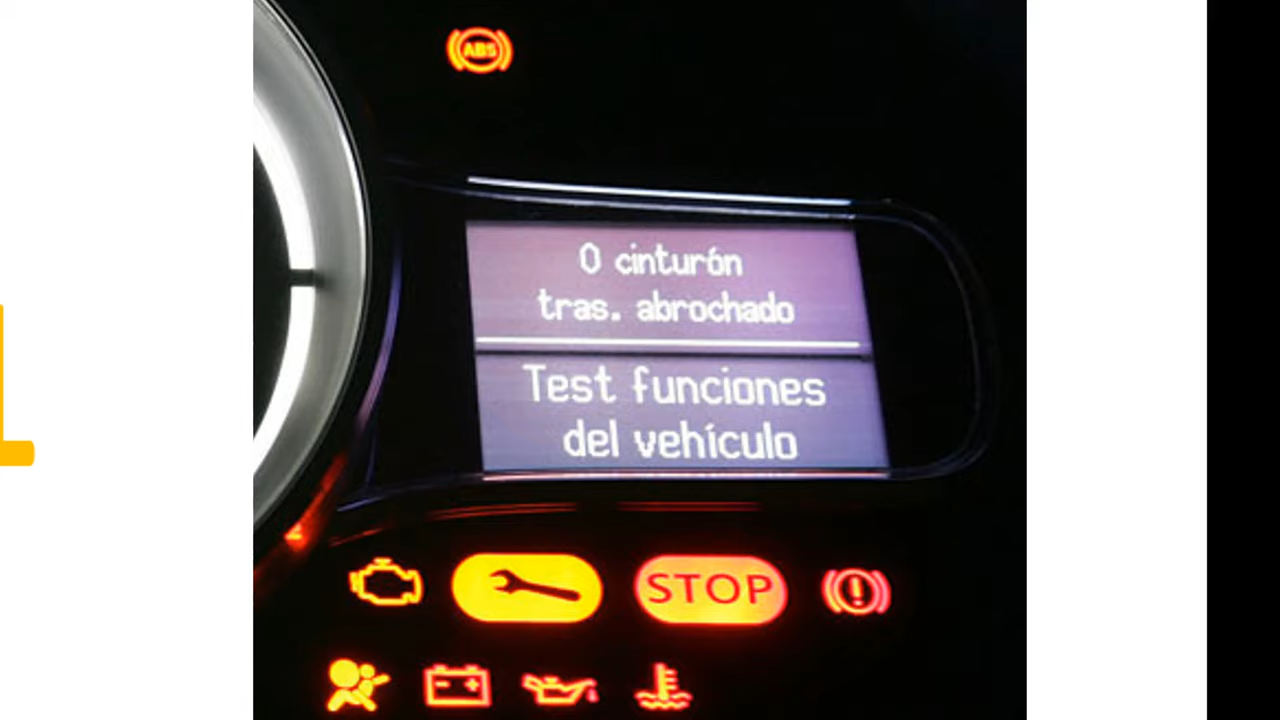 ABS
0 cinturón
tras. abrochado
Test funciones
del vehículo
STOP